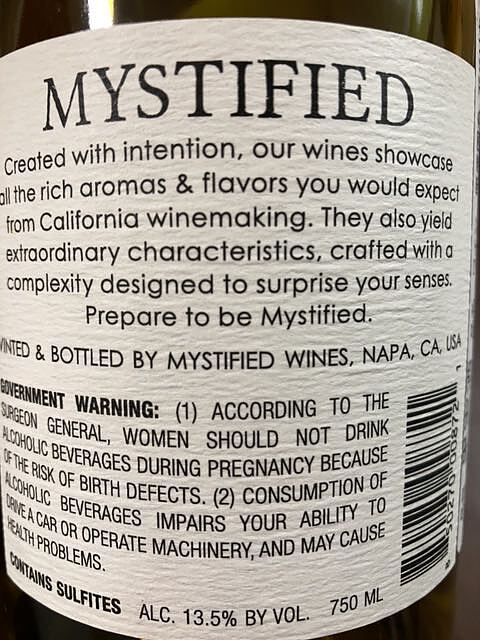 MYSTIFIED
Created with intention, our wines showcase
all the rich aromas & flavors you would expect
from California winemaking. They also yield
extraordinary characteristics, crafted with a
complexity designed to surprise your senses.
Prepare to be Mystified.
VINTED & BOTTLED BY MYSTIFIED WINES, NAPA, CA, USA
GOVERNMENT WARNING: (1) ACCORDING TO THE
SURGEON GENERAL, WOMEN SHOULD NOT DRINK
ALCOHOLIC BEVERAGES DURING PREGNANCY BECAUSE
OF THE RISK OF BIRTH DEFECTS. (2) CONSUMPTION OF
ALCOHOLIC BEVERAGES IMPAIRS YOUR ABILITY TO
DRIVE A CAR OR OPERATE MACHINERY, AND MAY CAUSE
HEALTH PROBLEMS.
CONTAINS SULFITES ALC. 13.5% BY VOL. 750 ML